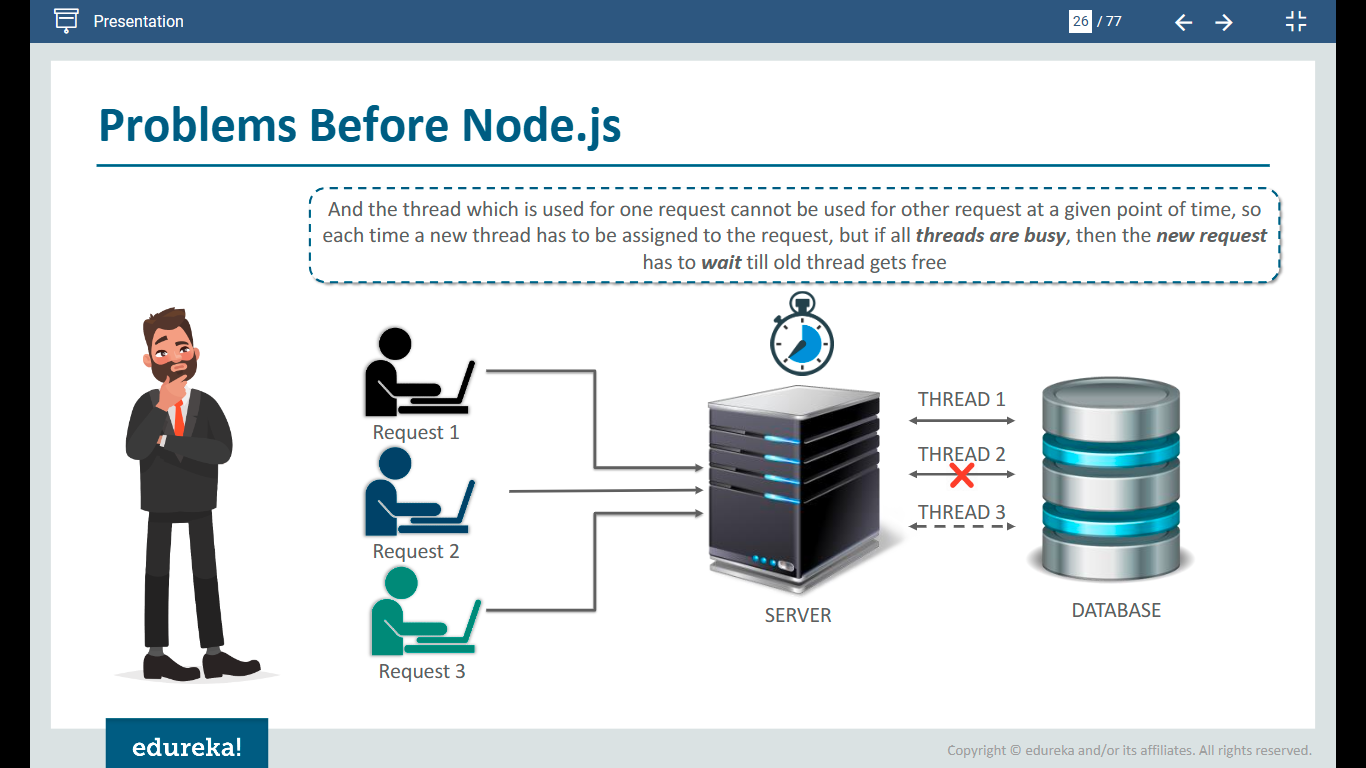 Presentation
26 / 77
Problems Before Node.js
And the thread which is used for one request cannot be used for other request at a given point of time, so
each time a new thread has to be assigned to the request, but if all threads are busy, then the new request
has to wait till old thread gets free
Request 1
Request 2
Request 3
SERVER
THREAD 1
THREAD 2
THREAD 3
DATABASE
edureka!
Copyright © edureka and/or its affiliates. All rights reserved.